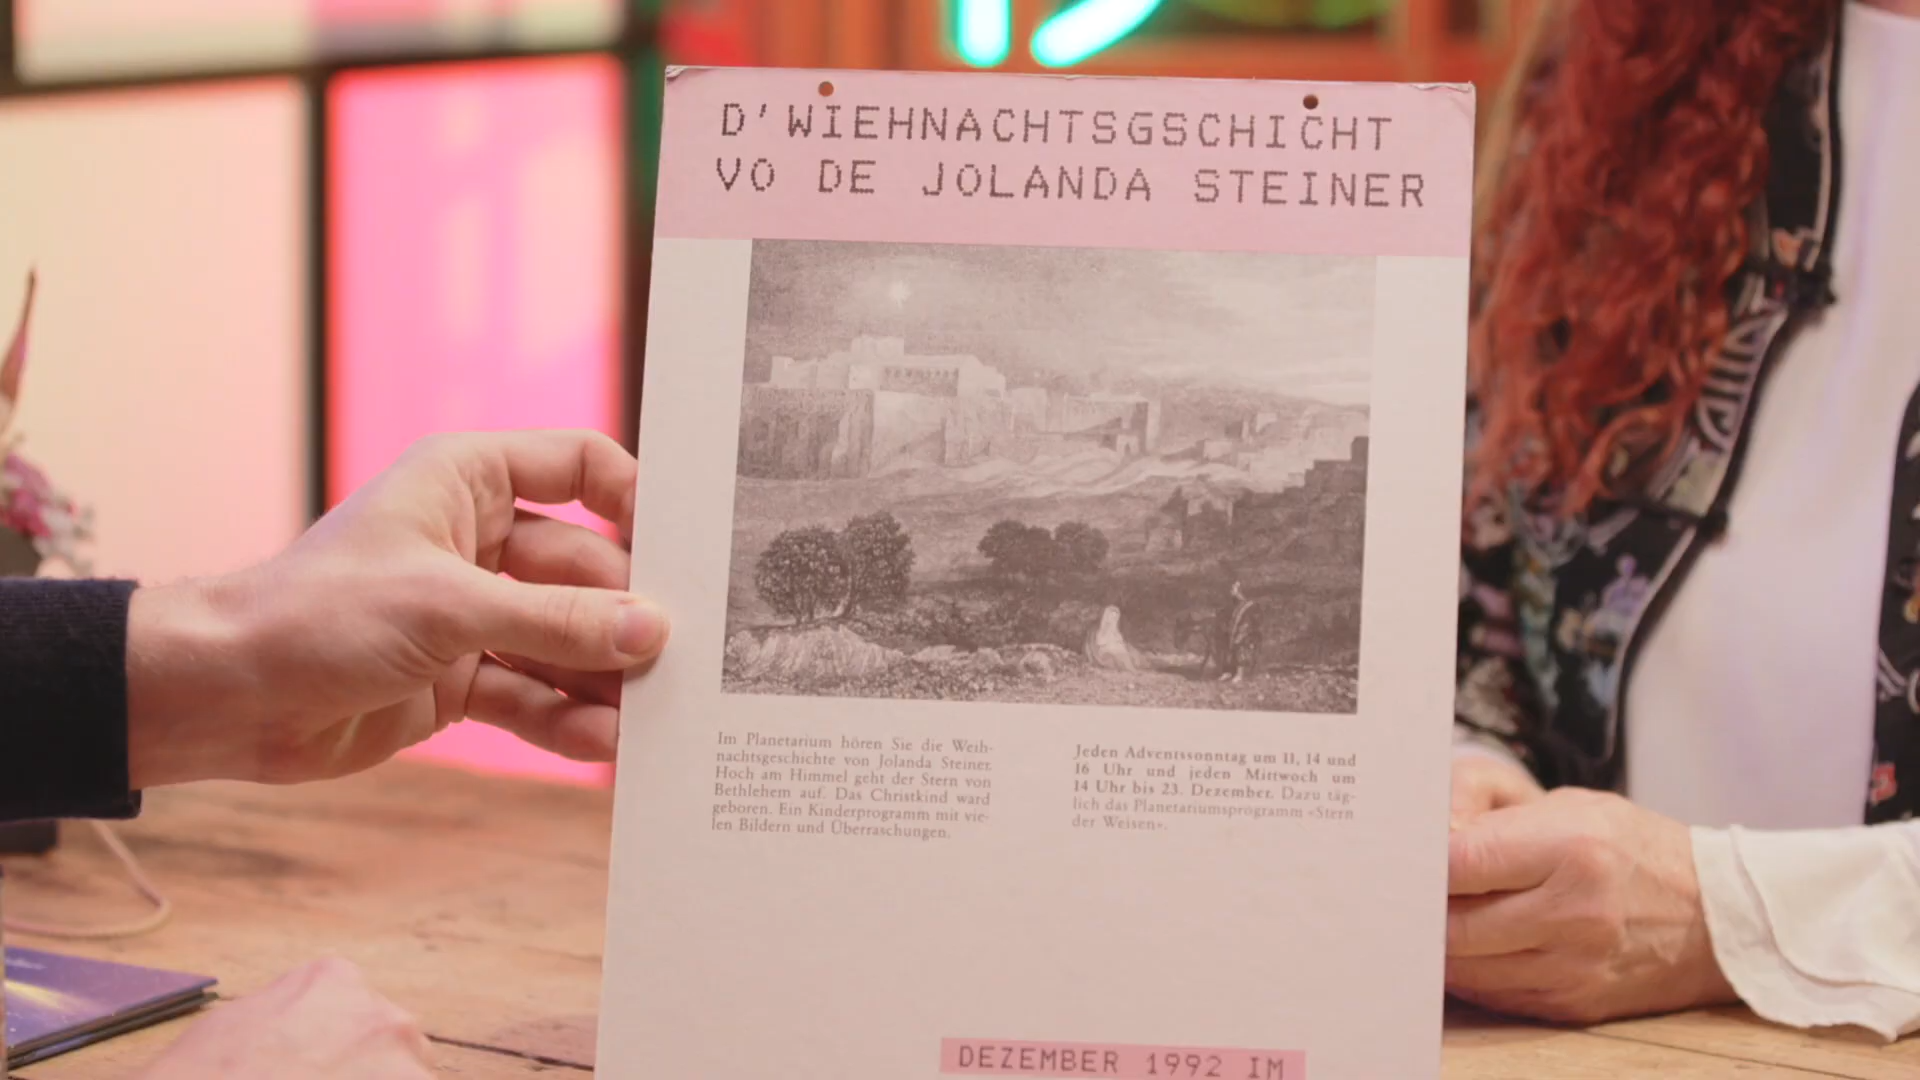 D'WIEHNACHTSGSCHICHT
VO DE JOLANDA STEINER
Im Planetarium hören Sie die Weih-
nachtsgeschichte von Jolanda Steiner.
Hoch am Himmel geht der Stern von
Bethlehem auf. Das Christkind ward
geboren. Ein Kinderprogramm mit vie-
len Bildern und Überraschungen.
Jeden Adventssonntag um 11, 14 und
16 Uhr und jeden Mittwoch um
14 Uhr bis 23. Dezember. Dazu täg-
lich das Planetariumsprogramm «Stern
der Weisen».
DEZEMBER 1992 IM